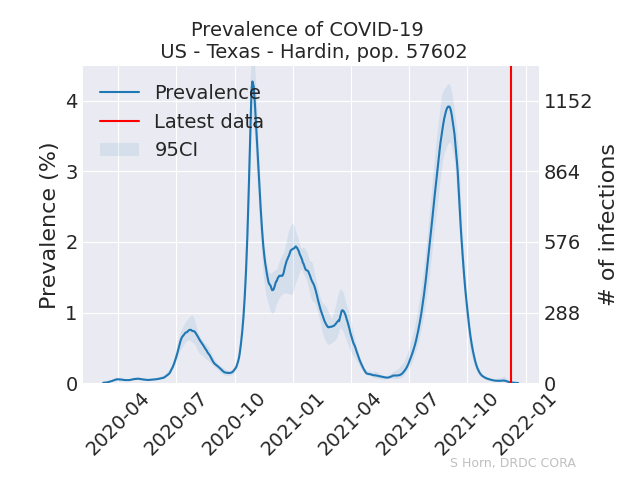 Prevalence of COVID-19
US - Texas - Hardin, pop. 57602
Prevalence
Latest data
95CI
Prevalence (%)
4
3
2
1
0
# of infections
1152
864
576
288
0
2020-04
2020-07
2020-10
2021-01
2021-04
2021-07
2021-10
2022-01
S Horn, DRDC CORA